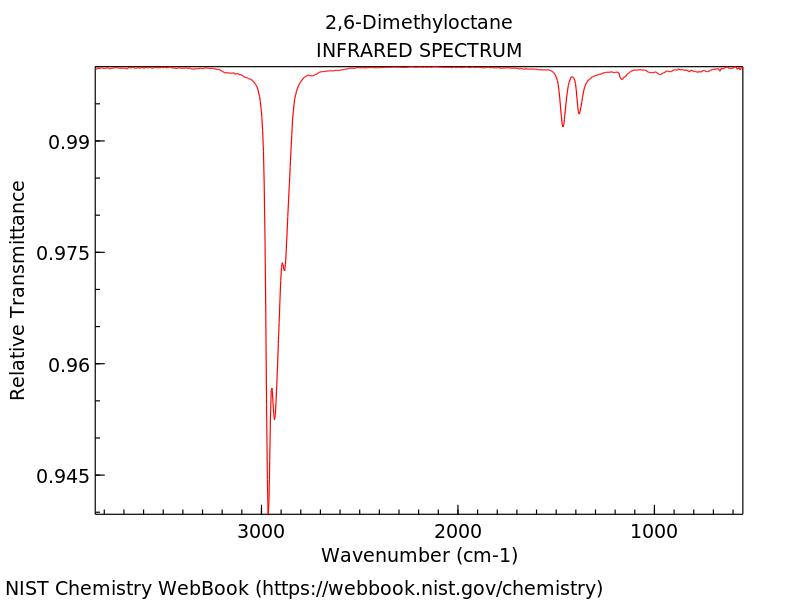 2,6-Dimethyloctane
INFRARED SPECTRUM
0.99
0.975
0.96
0.945
Relative Transmittance
3000 2000 1000
Wavenumber (cm-1)
NIST Chemistry WebBook (https://webbook.nist.gov/chemistry)